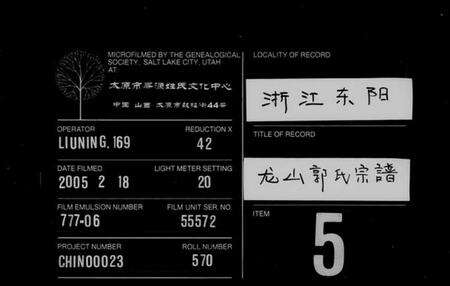 MICROFILMED BY THE GENEALOGICAL
SOCIETY, SALT LAKE CITY, UTAH
AT
太原市寻源姓氏文化中心
中国 山西 太原市 44号
OPERATOR
LIUNING, 169
REDUCTION X
42
DATE FILMED
2005 2 18
LIGHT METER SETTING
20
FILM EMULSION NUMBER
777-06
FILM UNIT SER. NO.
55572
PROJECT NUMBER
CHIN00023
ROLL NUMBER
570
LOCALITY OF RECORD
浙江东阳
TITLE OF RECORD
龙山郭氏宗譜
ITEM
5